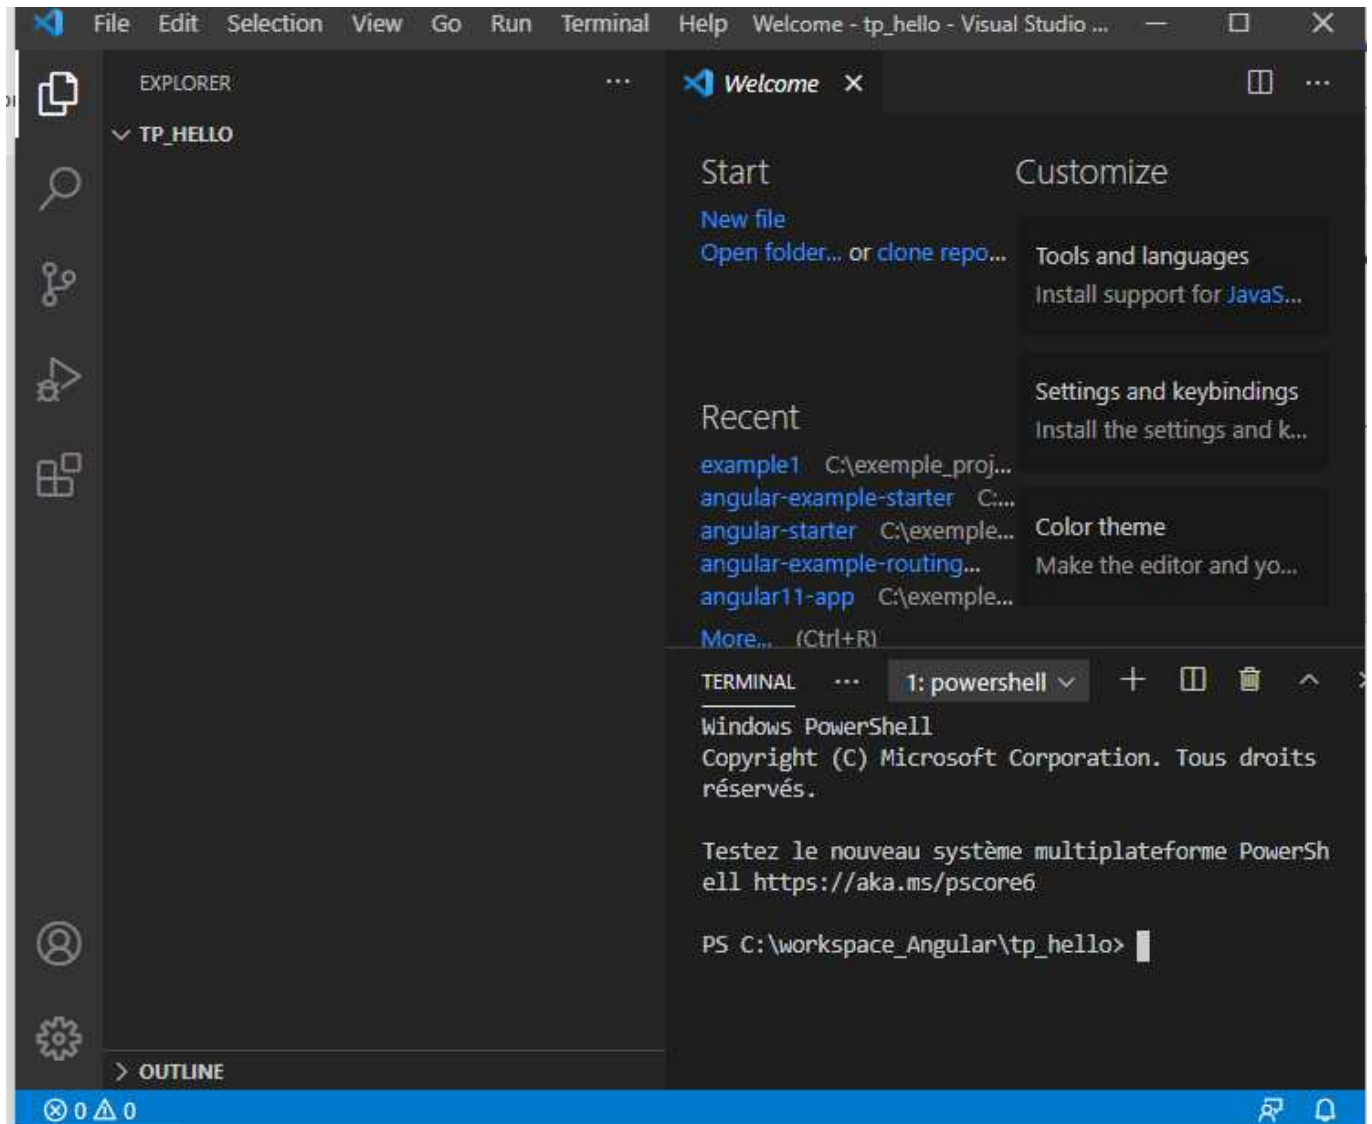 File Edit Selection View Go Run Terminal Help Welcome - tp_hello - Visual Studio ...
EXPLORER
TP_HELLO
Welcome
Start
New file
Open folder... or clone repo...
Recent
example1 C:\exemple_proj...
angular-example-starter C:...
angular-starter C:\exemple...
angular-example-routing...
angular11-app C:\exemple...
More... (Ctrl+R)
Customize
Tools and languages
Install support for JavaS...
Settings and keybindings
Install the settings and k...
Color theme
Make the editor and yo...
TERMINAL ... 1: powershell
Windows PowerShell
Copyright (C) Microsoft Corporation. Tous droits
réservés.
Testez le nouveau système multiplateforme PowerSh
ell https://aka.ms/pscore6
PS C:\workspace_Angular\tp_hello>
OUTLINE
0 0